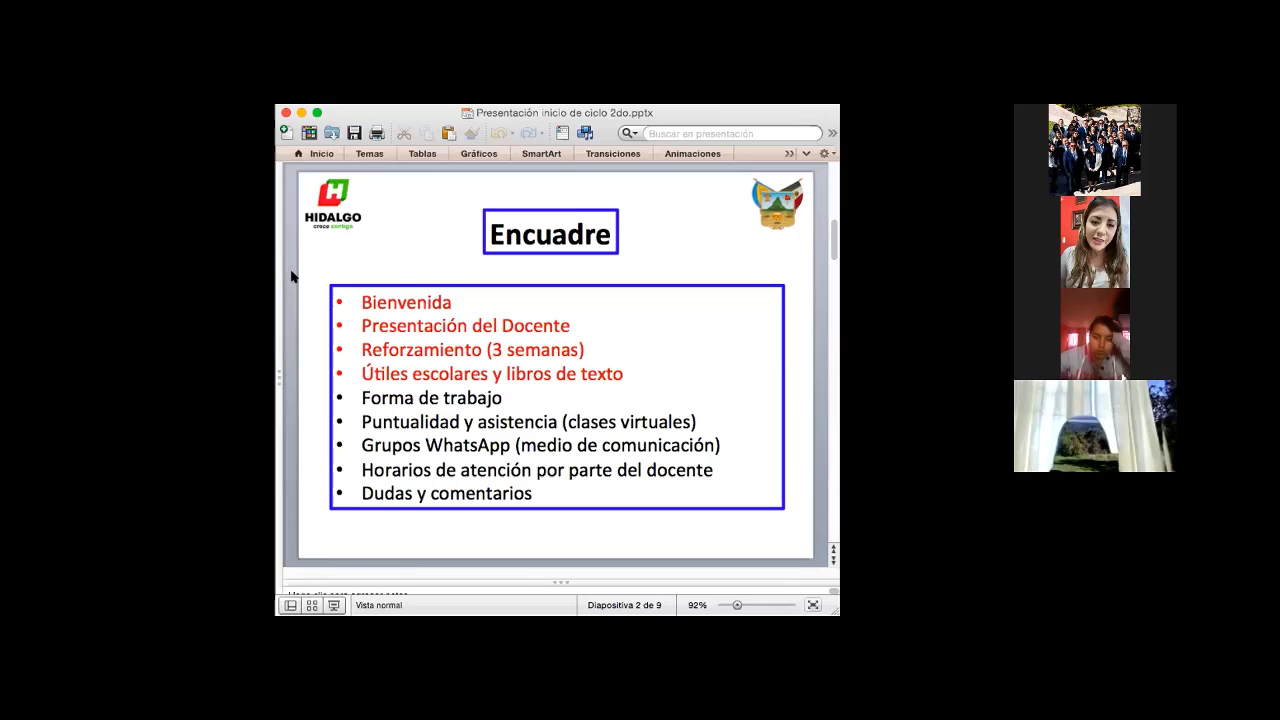 Presentación inicio de ciclo 2do.pptx
Buscar en presentación
Inicio Temas Tablas Gráficos SmartArt Transiciones Animaciones
H
HIDALGO
crece contigo
Encuadre
• Bienvenida
• Presentación del Docente
• Reforzamiento (3 semanas)
• Útiles escolares y libros de texto
• Forma de trabajo
• Puntualidad y asistencia (clases virtuales)
• Grupos WhatsApp (medio de comunicación)
• Horarios de atención por parte del docente
• Dudas y comentarios
Vista normal Diapositiva 2 de 9 92%